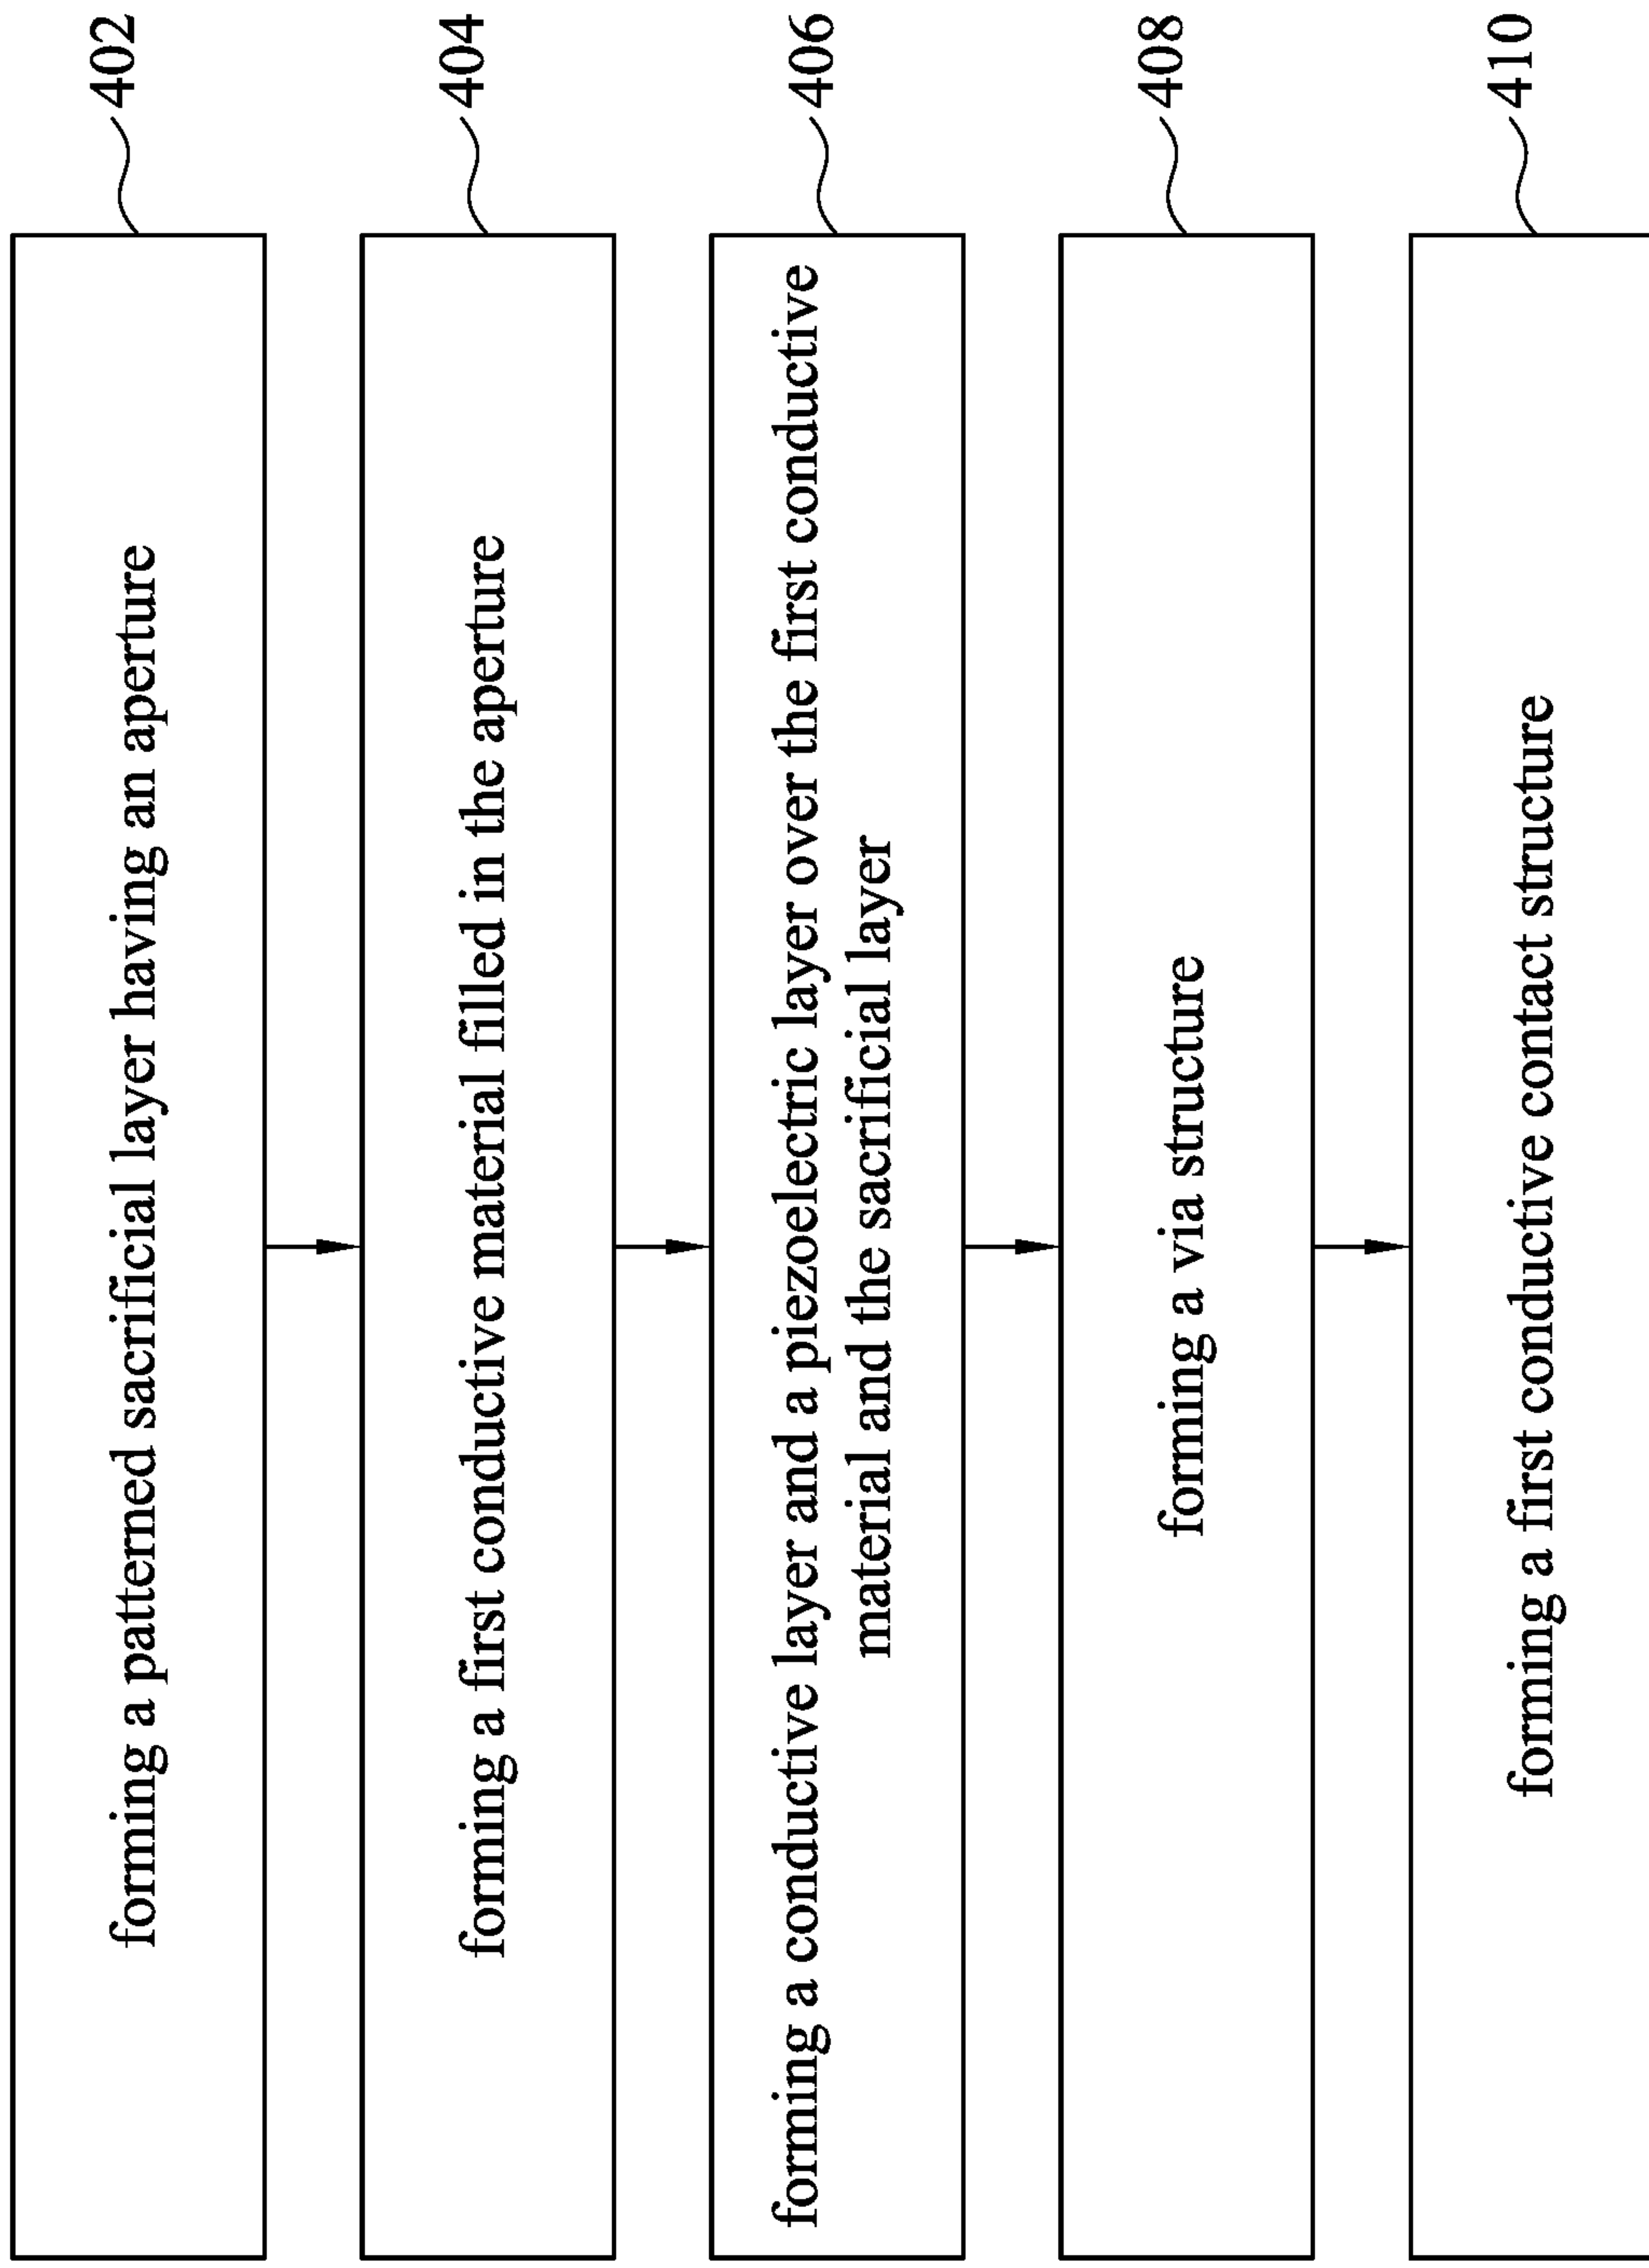 forming a patterned sacrificial layer having an aperture
402
forming a first conductive material filled in the aperture
404
forming a conductive layer and a piezoelectric layer over the first conductive
material and the sacrificial layer
406
forming a via structure
408
forming a first conductive contact structure
410